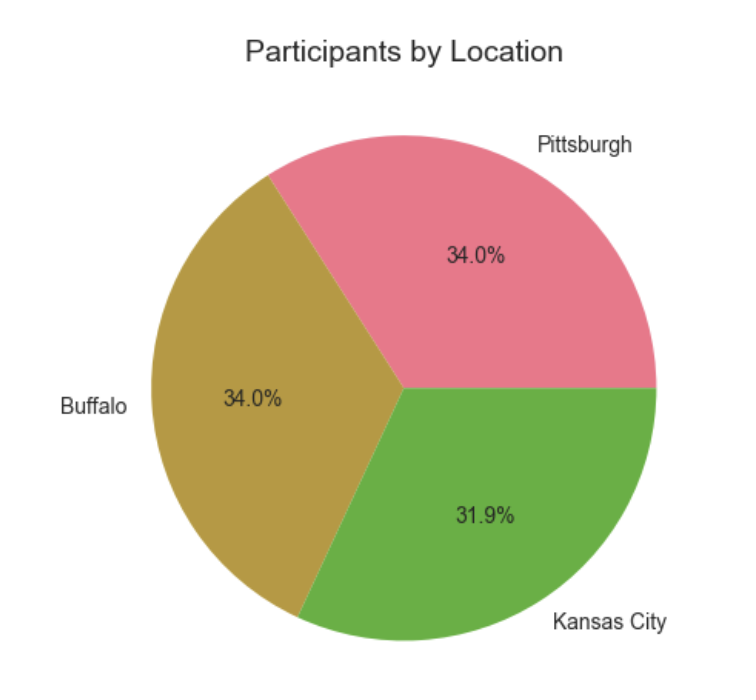 Participants by Location
Pittsburgh
34.0%
Buffalo
34.0%
31.9%
Kansas City